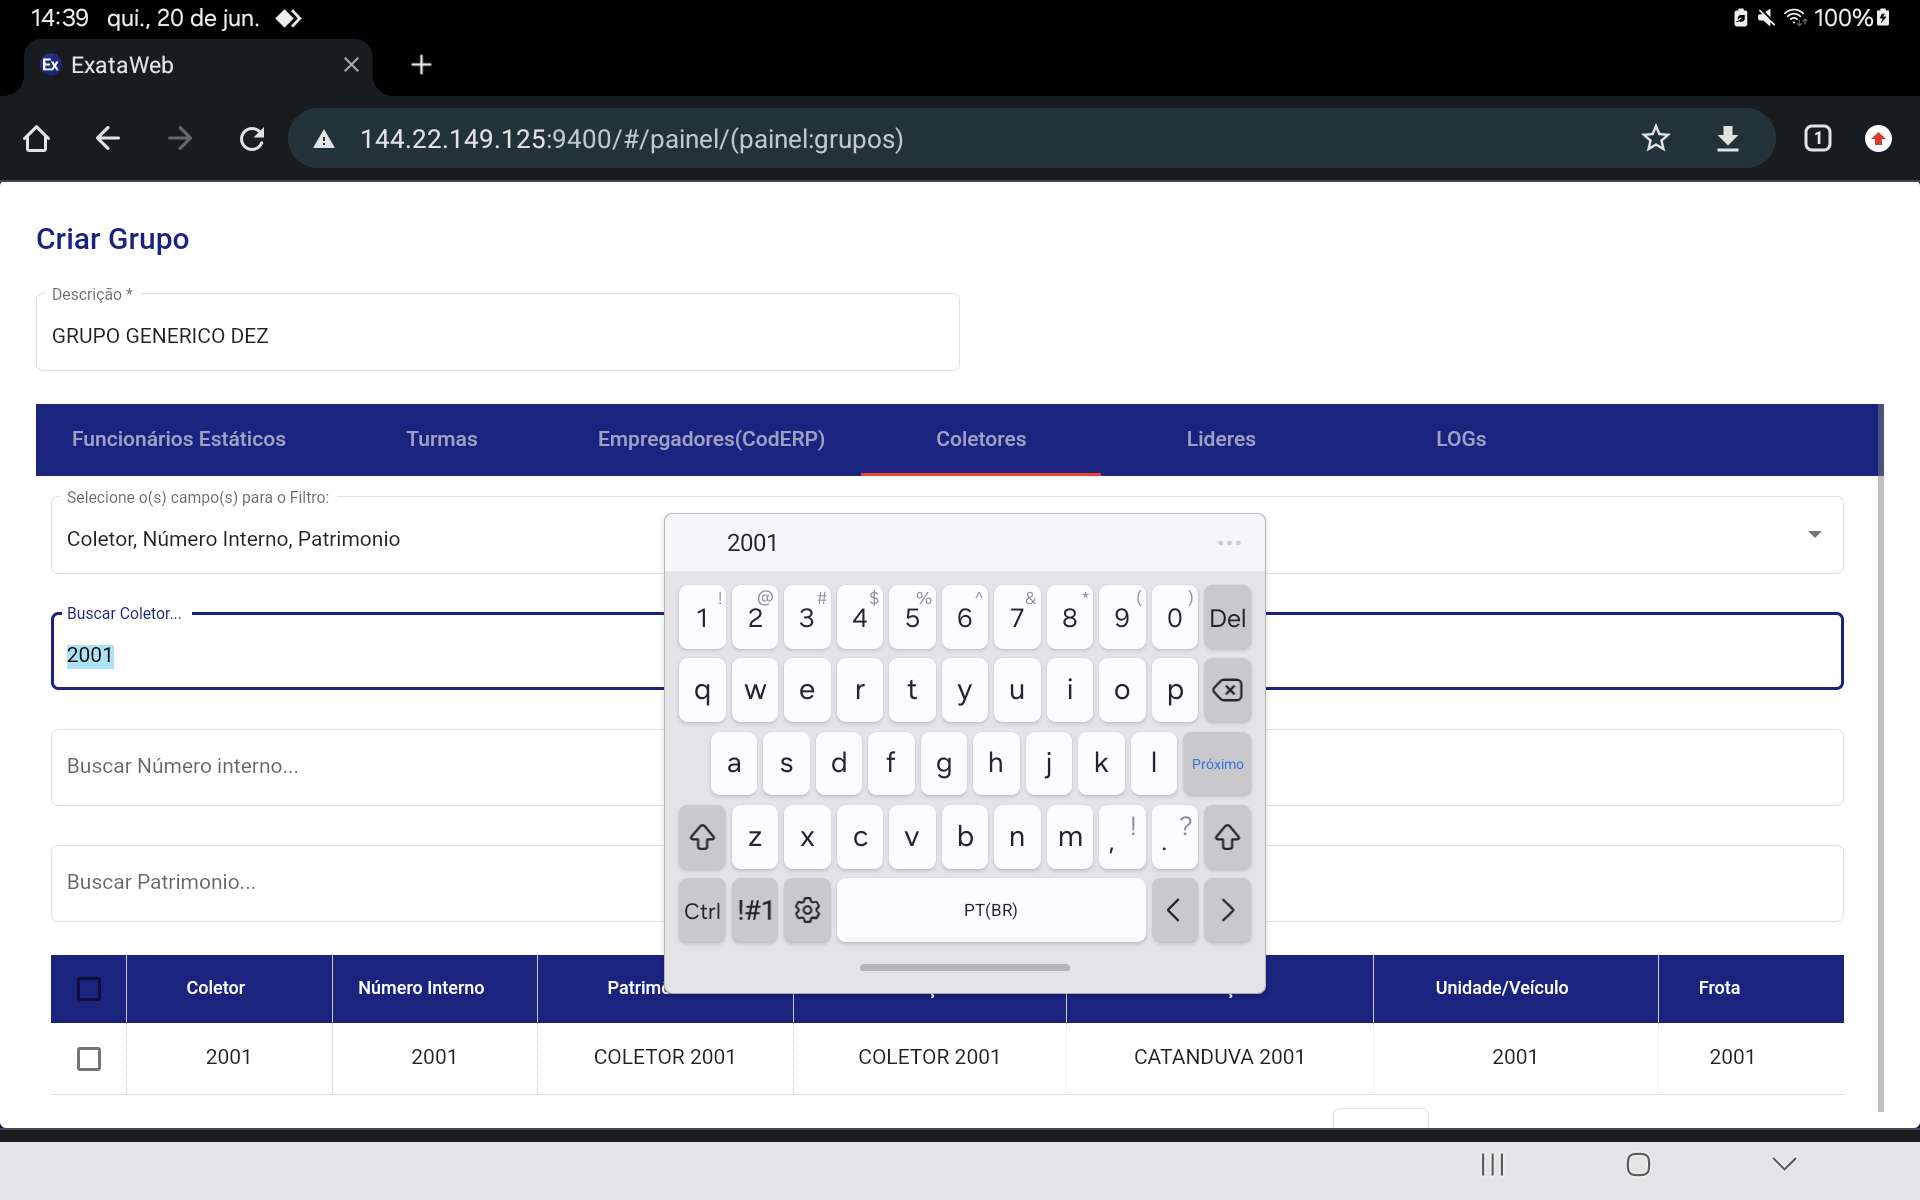 14:39 qui., 20 de jun. 100%
Ex ExataWeb
144.22.149.125:9400/#/painel/(painel:grupos) 1
Criar Grupo
Descrição *
GRUPO GENERICO DEZ
Funcionários Estáticos Turmas Empregadores(CodERP) Coletores Lideres LOGs
Selecione o(s) campo(s) para o Filtro:
Coletor, Número Interno, Patrimonio
Buscar Coletor...
2001
Buscar Número interno...
Buscar Patrimonio...
2001 ...
1 ! 2 @ 3 # 4 $ 5 % 6 ^ 7 & 8 * 9 ( 0 ) Del
q w e r t y u i o p
a s d f g h j k l Próximo
z x c v b n m , ! . ?
Ctrl !#1 PT(BR) < >
Coletor Número Interno Patrimo Unidade/Veículo Frota
2001 2001 COLETOR 2001 COLETOR 2001 CATANDUVA 2001 2001 2001